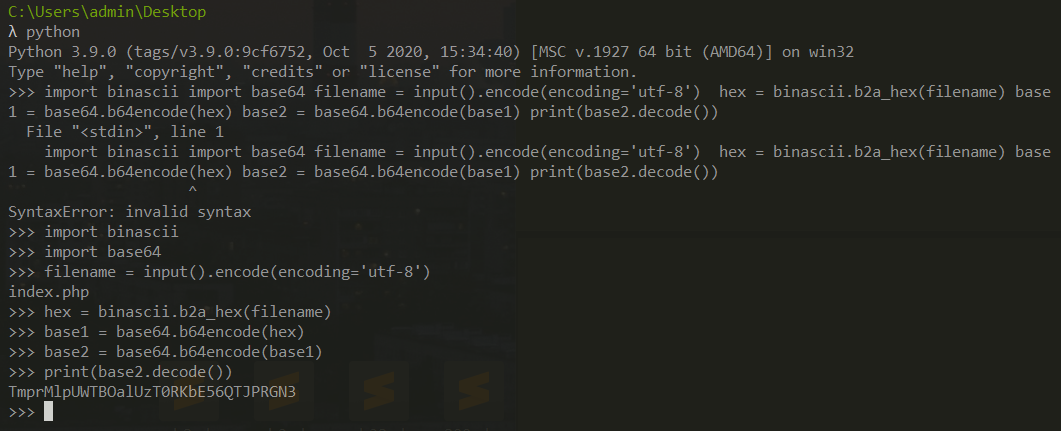 C:\Users\admin\Desktop
λ python
Python 3.9.0 (tags/v3.9.0:9cf6752, Oct  5 2020, 15:34:40) [MSC v.1927 64 bit (AMD64)] on win32
Type "help", "copyright", "credits" or "license" for more information.
>>> import binascii import base64 filename = input().encode(encoding='utf-8')  hex = binascii.b2a_hex(filename) base
1 = base64.b64encode(hex) base2 = base64.b64encode(base1) print(base2.decode())
  File "<stdin>", line 1
    import binascii import base64 filename = input().encode(encoding='utf-8')  hex = binascii.b2a_hex(filename) base
1 = base64.b64encode(hex) base2 = base64.b64encode(base1) print(base2.decode())
                    ^
SyntaxError: invalid syntax
>>> import binascii
>>> import base64
>>> filename = input().encode(encoding='utf-8')
index.php
>>> hex = binascii.b2a_hex(filename)
>>> base1 = base64.b64encode(hex)
>>> base2 = base64.b64encode(base1)
>>> print(base2.decode())
TmprMlpUWTBOalUzT0RKbE56QTJPRGN3
>>>